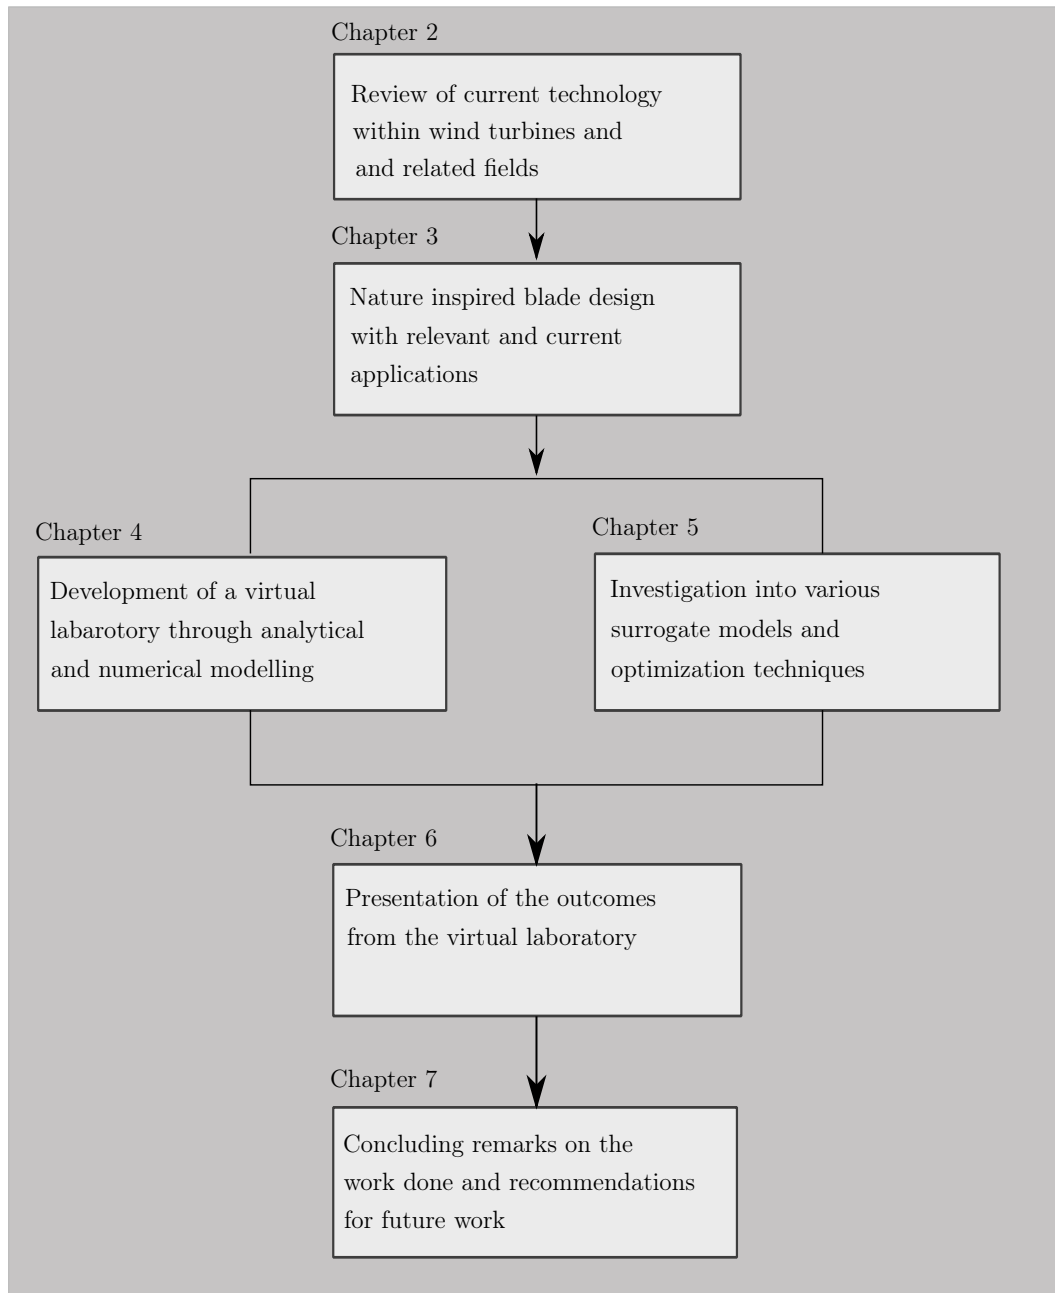 Chapter 2
Review of current technology
within wind turbines and
and related fields
Chapter 3
Nature inspired blade design
with relevant and current
applications
Chapter 4
Development of a virtual
labarotory through analytical
and numerical modelling
Chapter 5
Investigation into various
surrogate models and
optimization techniques
Chapter 6
Presentation of the outcomes
from the virtual laboratory
Chapter 7
Concluding remarks on the
work done and recommendations
for future work